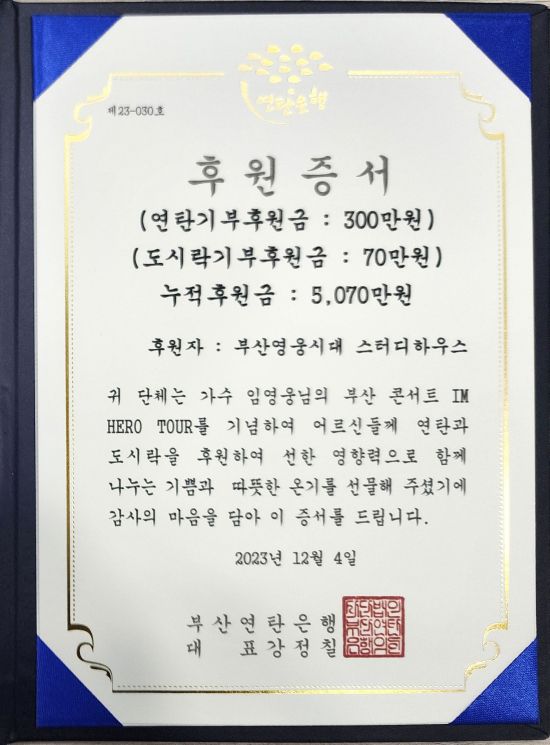 연탄은행
제23-030호
후원증서
(연탄기부후원금 : 300만원)
(도시락기부후원금 : 70만원)
누적후원금 : 5,070만원
후원자 : 부산영웅시대 스터디하우스
귀 단체는 가수 임영웅님의 부산 콘서트 IM
HERO TOUR를 기념하여 어르신들께 연탄과
도시락을 후원하여 선한 영향력으로 함께
나누는 기쁨과 따뜻한 온기를 선물해 주셨기에
감사의 마음을 담아 이 증서를 드립니다.
2023년 12월 4일
부산연탄은행
대 표강정칠